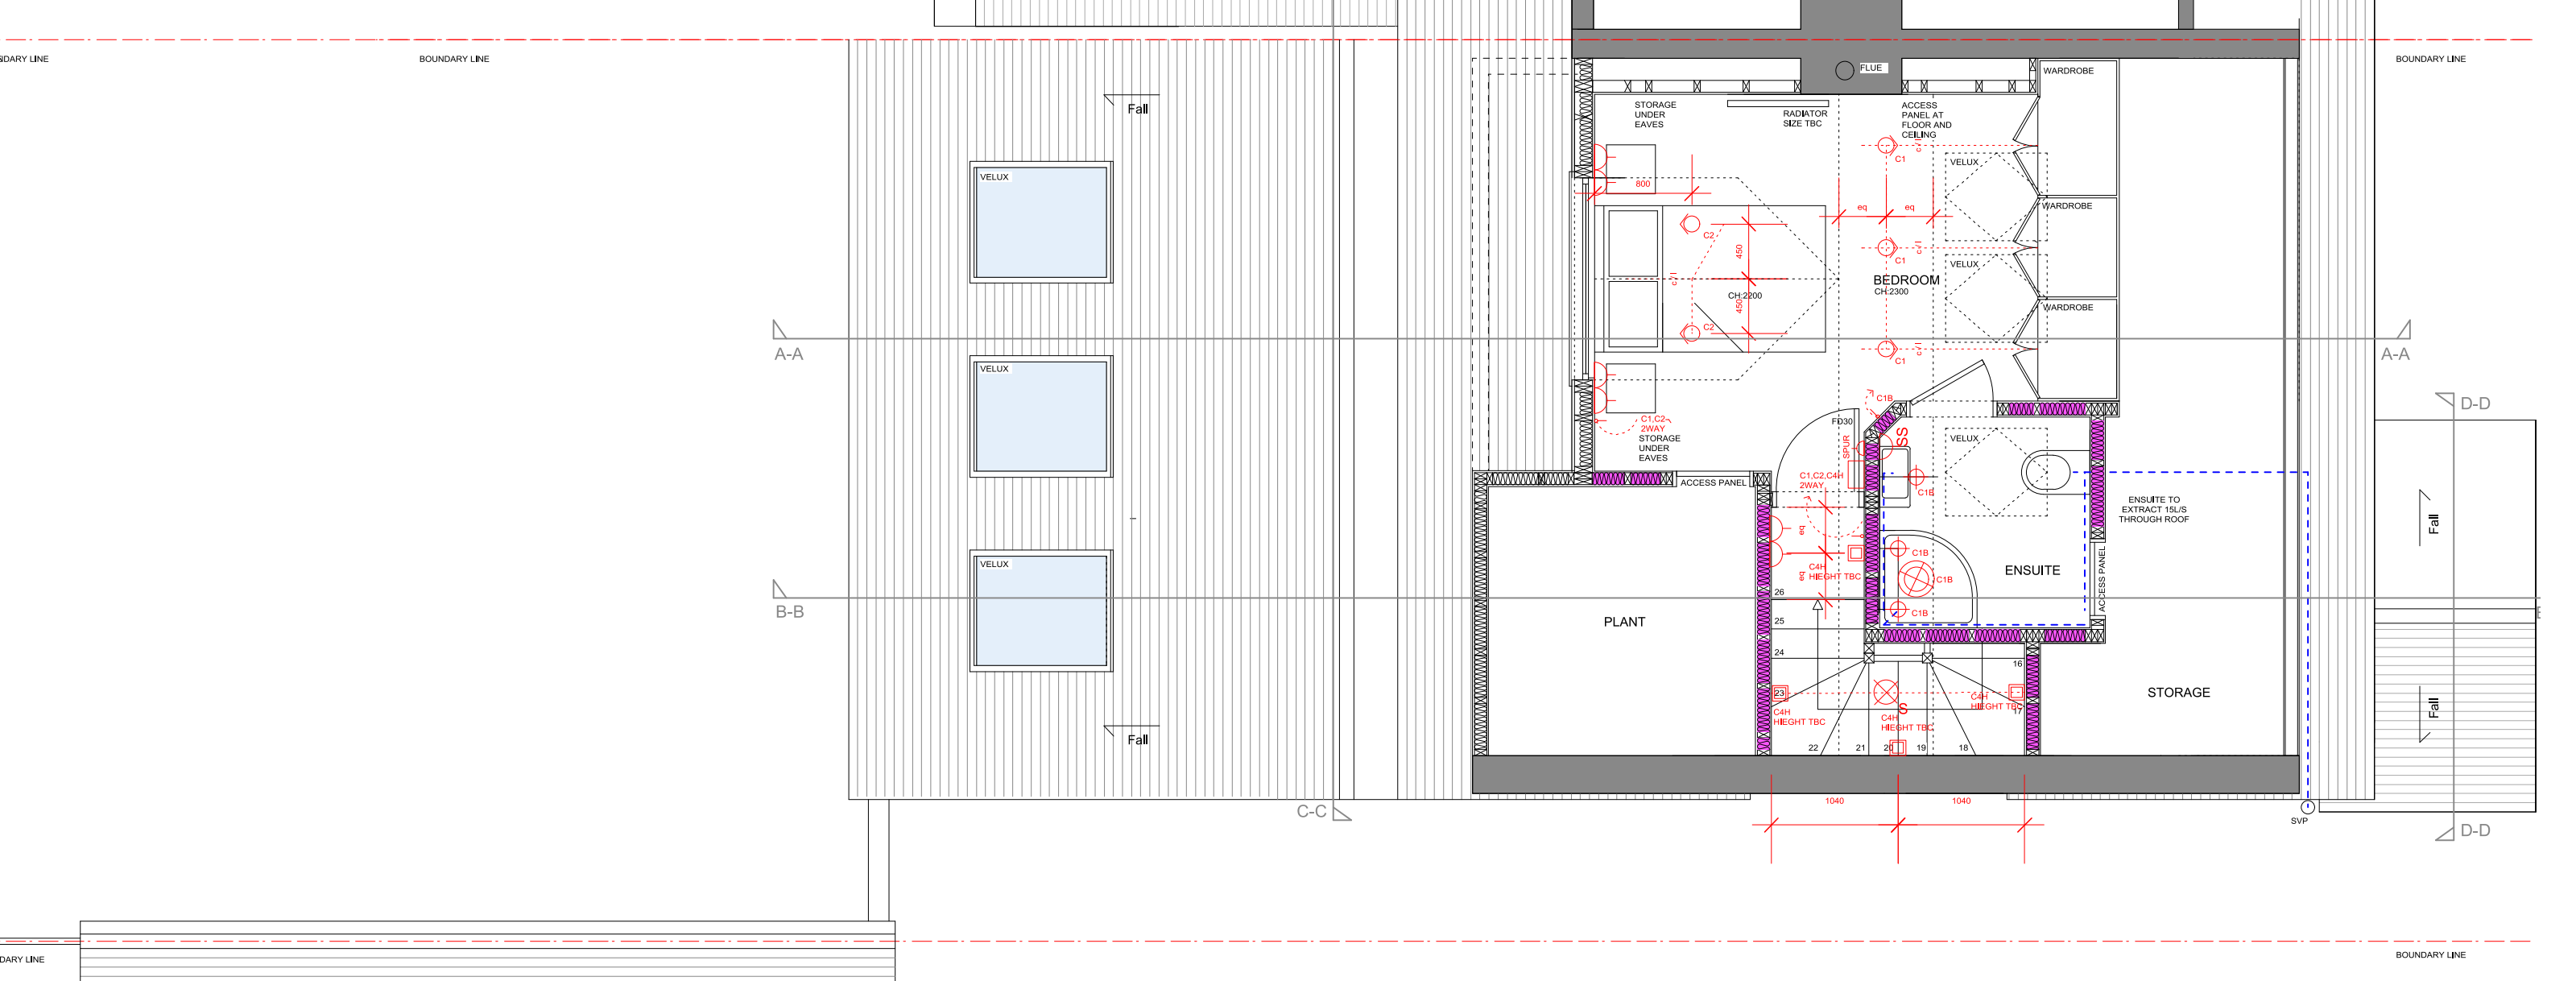 BOUNDARY LINE
BOUNDARY LINE
Fall
VELUX
VELUX
VELUX
Fall
A-A
B-B
C-C
FLUE
WARDROBE
STORAGE
UNDER
EAVES
RADIATOR
SIZE TBC
ACCESS
PANEL AT
FLOOR AND
CEILING
c / l
C1
VELUX
800
eq
eq
WARDROBE
C2
450
c / l
C1
c / l
VELUX
BEDROOM
CH:2300
CH:2200
450
WARDROBE
C2
c / l
C1
A-A
D-D
C1B
C1,C2
2WAY
STORAGE
UNDER
EAVES
FD30
SPUR
SS
VELUX
C1,C2,C4H
2WAY
ACCESS PANEL
C1B
ENSUITE TO
EXTRACT 15L/S
THROUGH ROOF
Fall
eq
C1B
C4H
HIEGHT TBC
eq
C1B
ENSUITE
ACCESS PANEL
26
C1B
25
PLANT
24
16
23
C4H
HIEGHT TBC
C4H
HIEGHT TBC
S
C4H
HIEGHT TBC
17
STORAGE
Fall
22
21
20
19
18
1040
1040
SVP
D-D
DARY LINE
BOUNDARY LINE